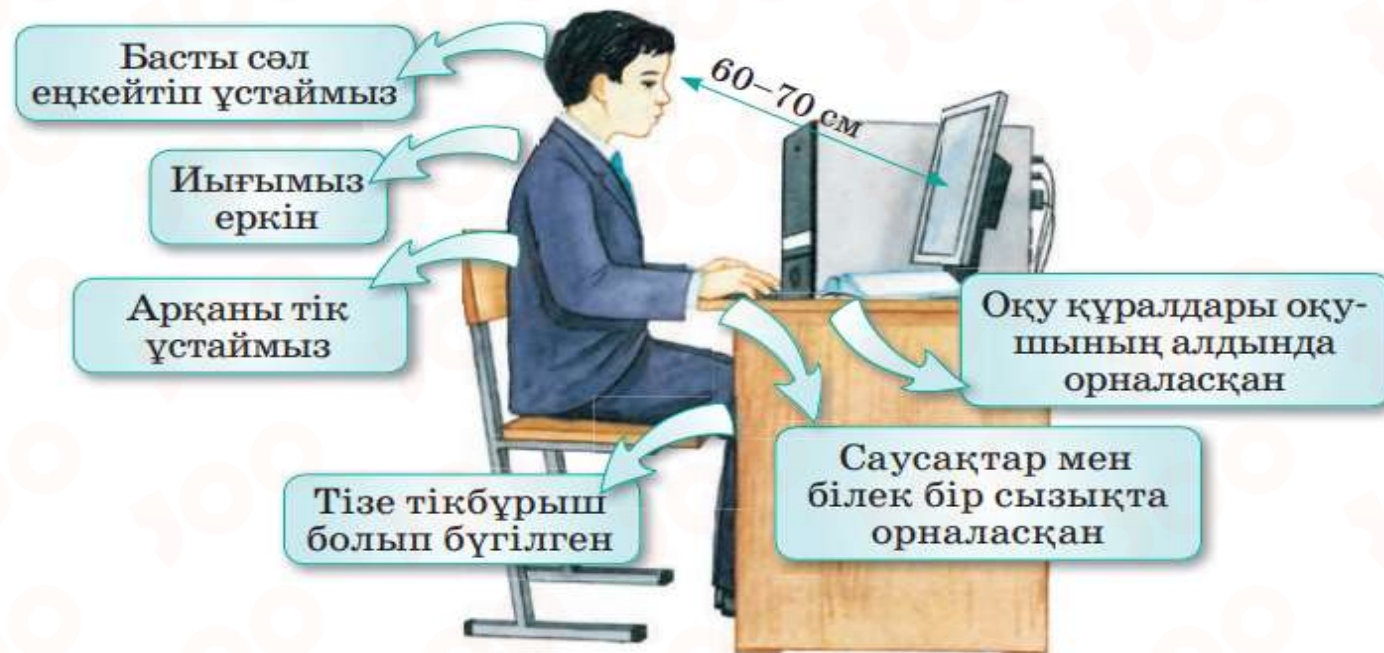 Басты сәл
еңкейтіп ұстаймыз
60–70 см
Иығымыз
еркін
Арқаны тік
ұстаймыз
Оқу құралдары оқу-
шының алдында
орналасқан
Саусақтар мен
білек бір сызықта
орналасқан
Тізе тікбұрыш
болып бүгілген